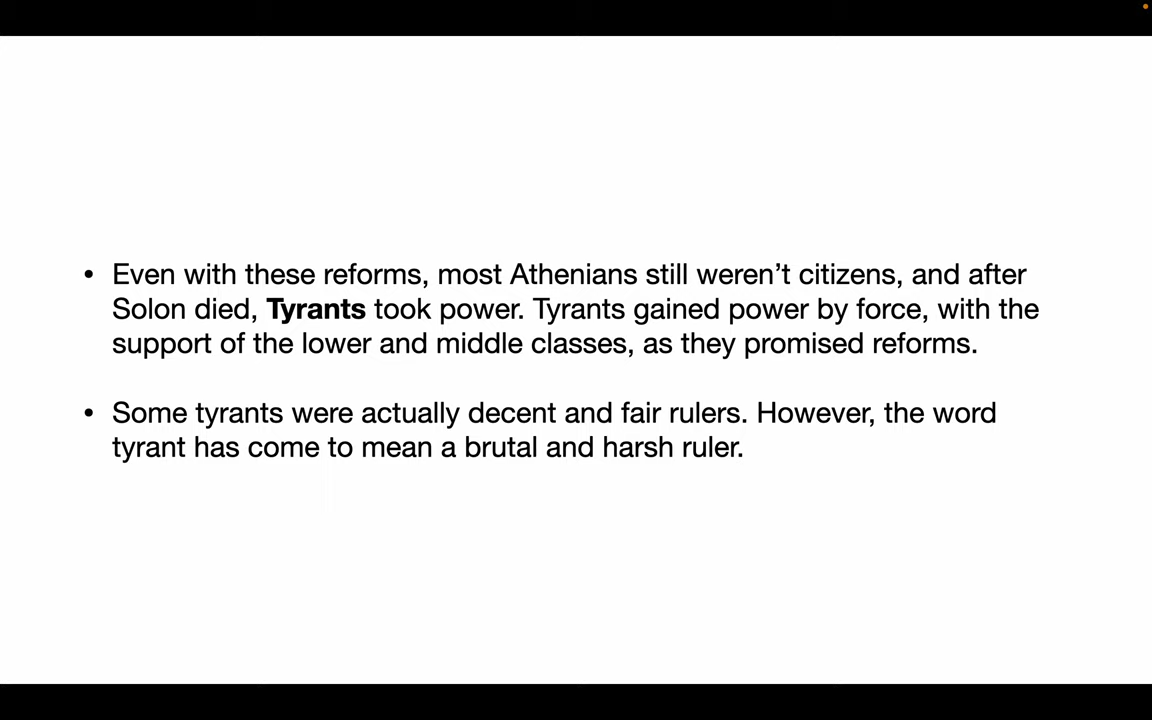 • Even with these reforms, most Athenians still weren’t citizens, and after
Solon died, Tyrants took power. Tyrants gained power by force, with the
support of the lower and middle classes, as they promised reforms.
• Some tyrants were actually decent and fair rulers. However, the word
tyrant has come to mean a brutal and harsh ruler.